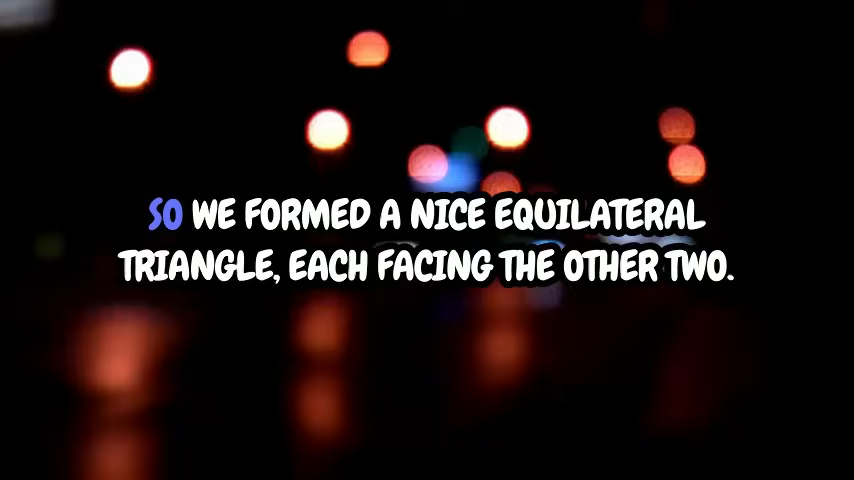 SO WE FORMED A NICE EQUILATERAL
TRIANGLE, EACH FACING THE OTHER TWO.